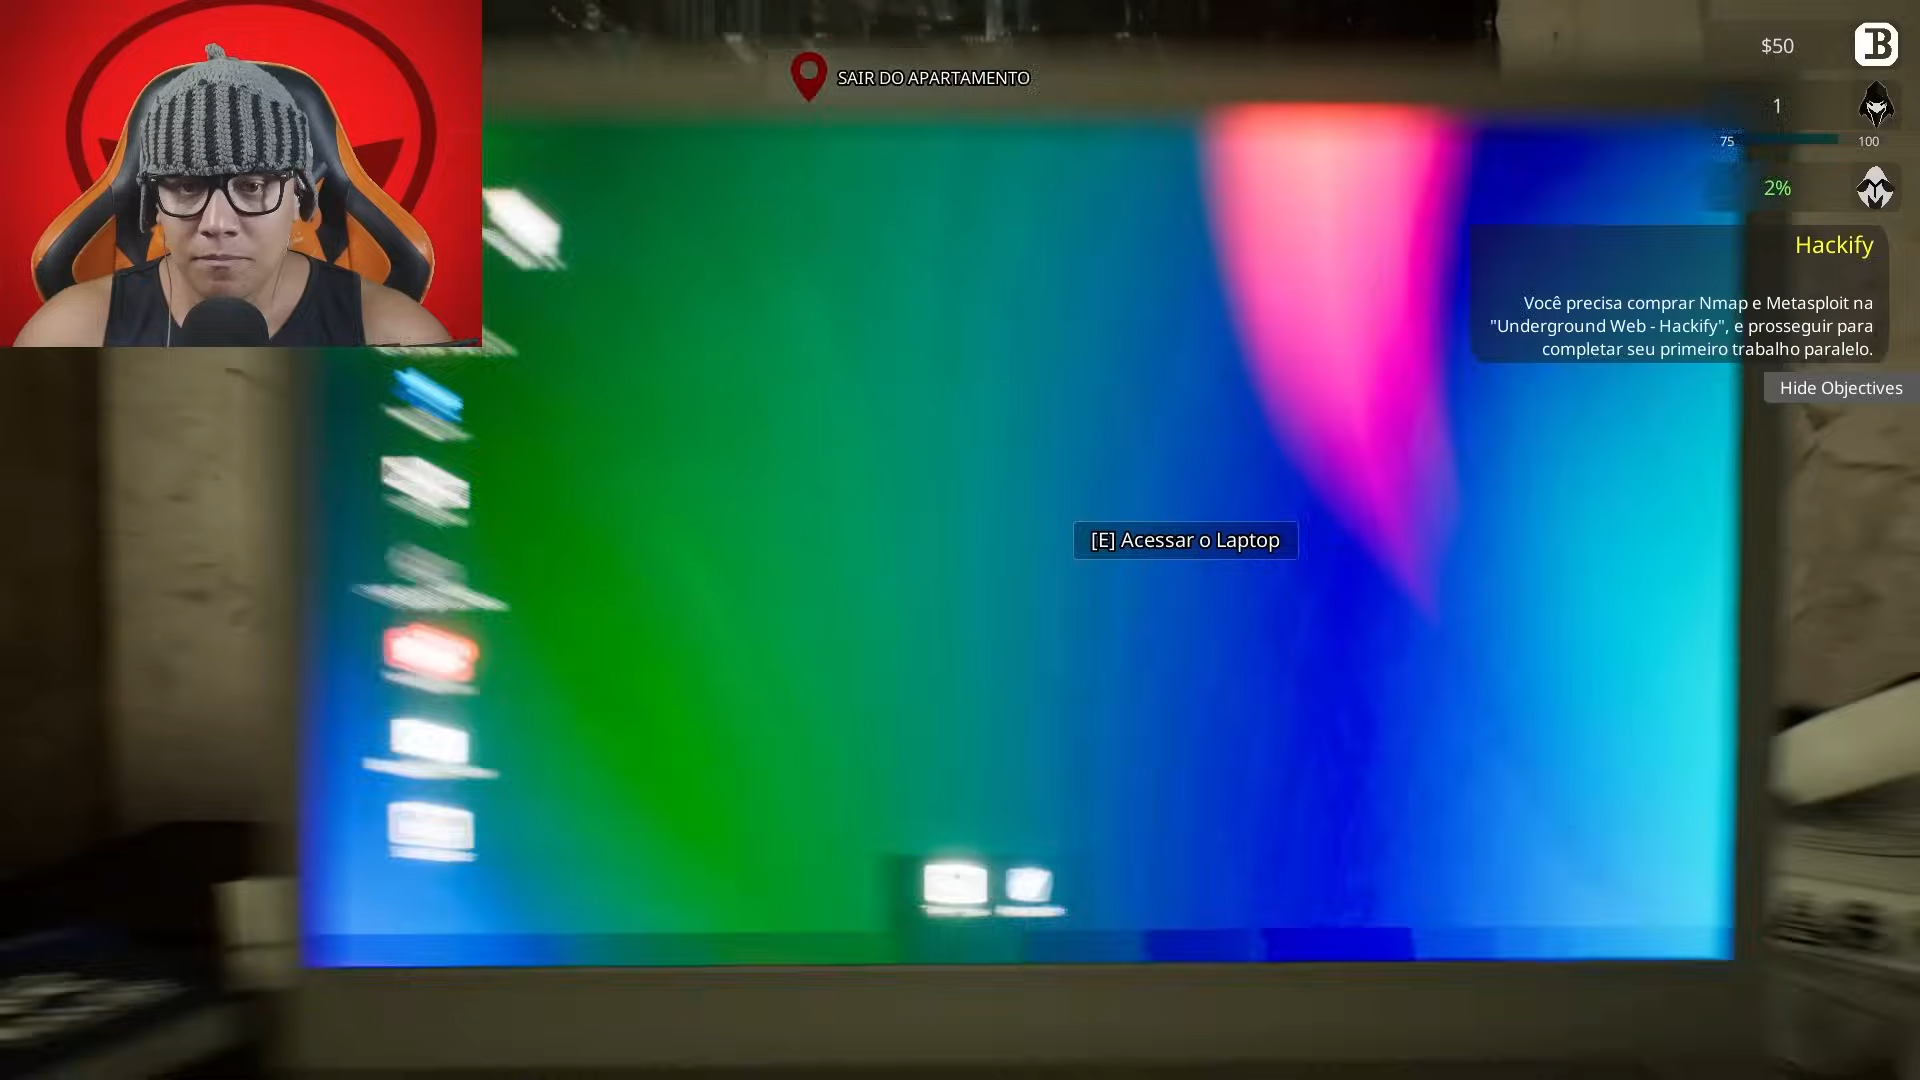 SAIR DO APARTAMENTO
$50
B
1
75
100
2%
Hackify
Você precisa comprar Nmap e Metasploit na
"Underground Web - Hackify", e prosseguir para
completar seu primeiro trabalho paralelo.
Hide Objectives
[E] Acessar o Laptop